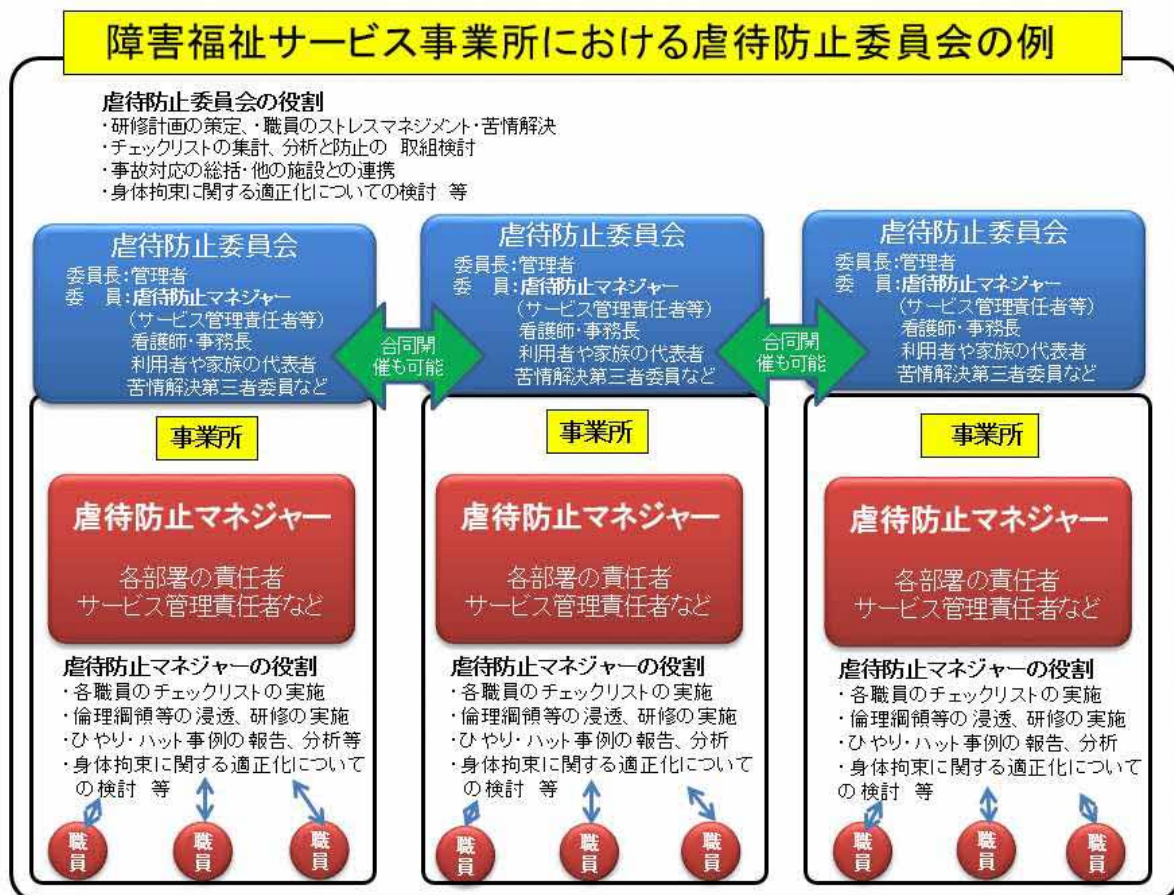 障害福祉サービス事業所における虐待防止委員会の例
虐待防止委員会の役割
・研修計画の策定、・職員のストレスマネジメント・苦情解決
・チェックリストの集計、分析と防止の 取組検討
・事故対応の総括・他の施設との連携
・身体拘束に関する適正化についての検討 等
虐待防止委員会
委員長:管理者
委 員:虐待防止マネジャー
(サービス管理責任者等)
看護師・事務長
利用者や家族の代表者
苦情解決第三者委員など
合同開
催も可能
虐待防止委員会
委員長:管理者
委 員:虐待防止マネジャー
(サービス管理責任者等)
看護師・事務長
利用者や家族の代表者
苦情解決第三者委員など
合同開
催も可能
虐待防止委員会
委員長:管理者
委 員:虐待防止マネジャー
(サービス管理責任者等)
看護師・事務長
利用者や家族の代表者
苦情解決第三者委員など
事業所
虐待防止マネジャー
各部署の責任者
サービス管理責任者など
虐待防止マネジャーの役割
・各職員のチェックリストの実施
・倫理綱領等の浸透、研修の実施
・ひやり・ハット事例の報告、分析等
・身体拘束に関する適正化について
の検討 等
職員
職員
職員
事業所
虐待防止マネジャー
各部署の責任者
サービス管理責任者など
虐待防止マネジャーの役割
・各職員のチェックリストの実施
・倫理綱領等の浸透、研修の実施
・ひやり・ハット事例の報告、分析
・身体拘束に関する適正化について
の検討 等
職員
職員
職員
事業所
虐待防止マネジャー
各部署の責任者
サービス管理責任者など
虐待防止マネジャーの役割
・各職員のチェックリストの実施
・倫理綱領等の浸透、研修の実施
・ひやり・ハット事例の報告、分析
・身体拘束に関する適正化について
の検討 等
職員
職員
職員